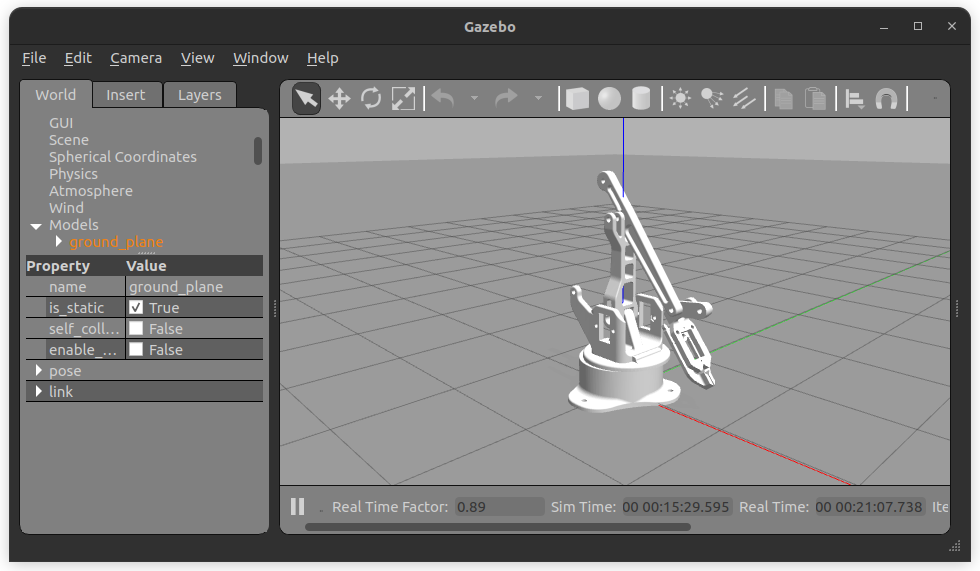 Gazebo
File Edit Camera View Window Help
World Insert Layers
GUI
Scene
Spherical Coordinates
Physics
Atmosphere
Wind
Models
ground_plane
Property Value
name ground_plane
is_static True
self_coll... False
enable_... False
pose
link
Real Time Factor: 0.89 Sim Time: 00 00:15:29.595 Real Time: 00 00:21:07.738 Ite